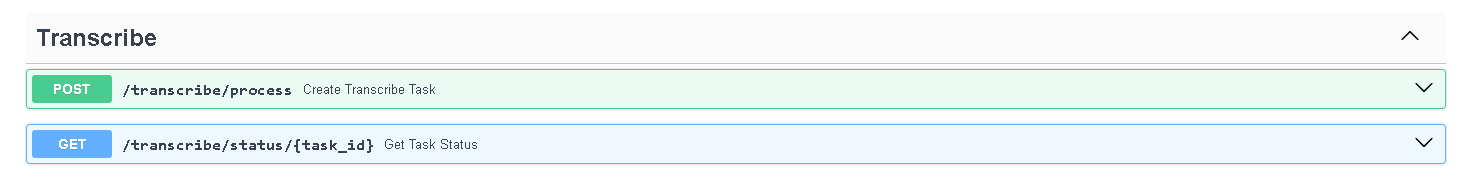 Transcribe
POST /transcribe/process Create Transcribe Task
GET /transcribe/status/{task_id} Get Task Status